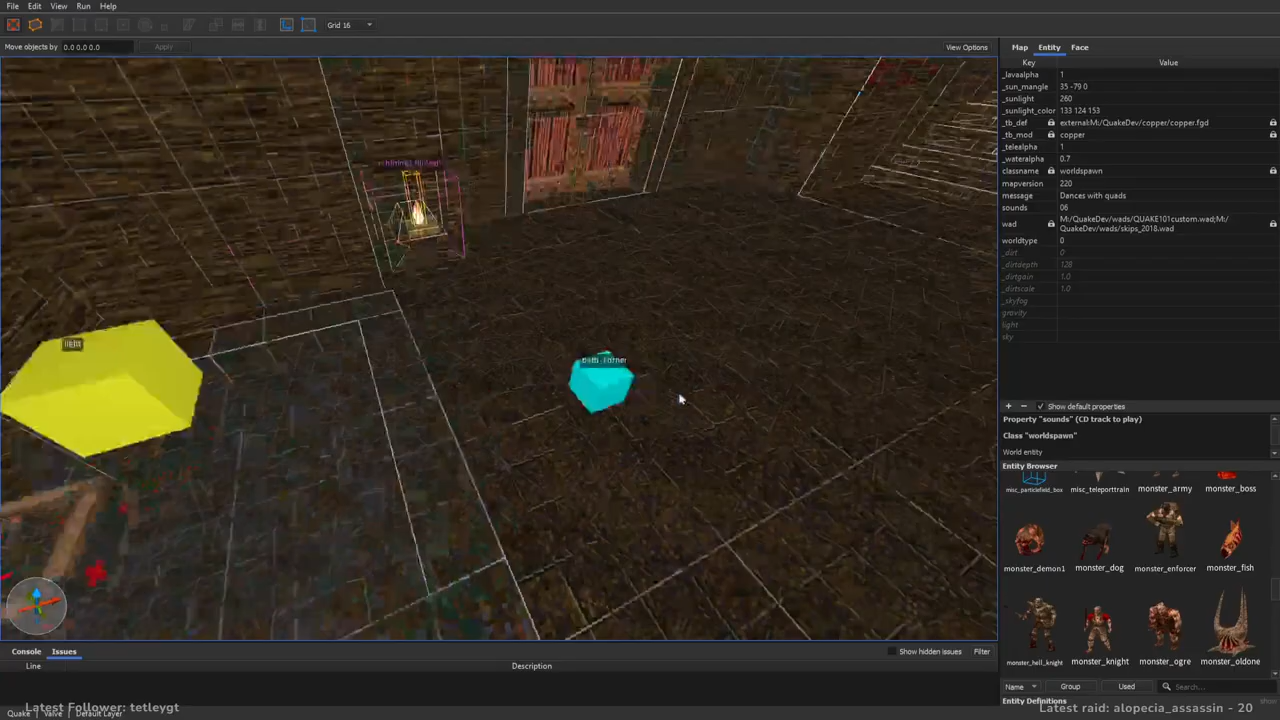 File Edit View Run Help
Grid 16
Move objects by 0.0 0.0 0.0 Apply
View Options
Map Entity Face
Key Value
_lavaalpha 1
_sun_mangle 35 -79 0
_sunlight 260
_sunlight_color 133 124 153
_tb_def external:M:/QuakeDev/copper/copper.fgd
_tb_mod copper
_telealpha 1
_wateralpha 0.7
classname worldspawn
mapversion 220
message Dances with quads
sounds 06
wad M:/QuakeDev/wads/QUAKE101custom.wad;M:/
QuakeDev/wads/skips_2018.wad
worldtype 0
_dirt 0
_dirtdepth 128
_dirtgain 1.0
_dirtscale 1.0
_skyfog
gravity
light
sky
+ − Show default properties
Property "sounds" (CD track to play)
Class "worldspawn"
World entity
Entity Browser
misc_particlefield_box misc_teleporttrain monster_army monster_boss
monster_demon1 monster_dog monster_enforcer monster_fish
monster_hell_knight monster_knight monster_ogre monster_oldone
Name Group Used Search...
Entity Definitions
light
Console Issues
Show hidden issues Filter
Line Description
Quake Valve Default Layer
Latest Follower: tetleygt
Latest raid: alopecia_assassin - 20